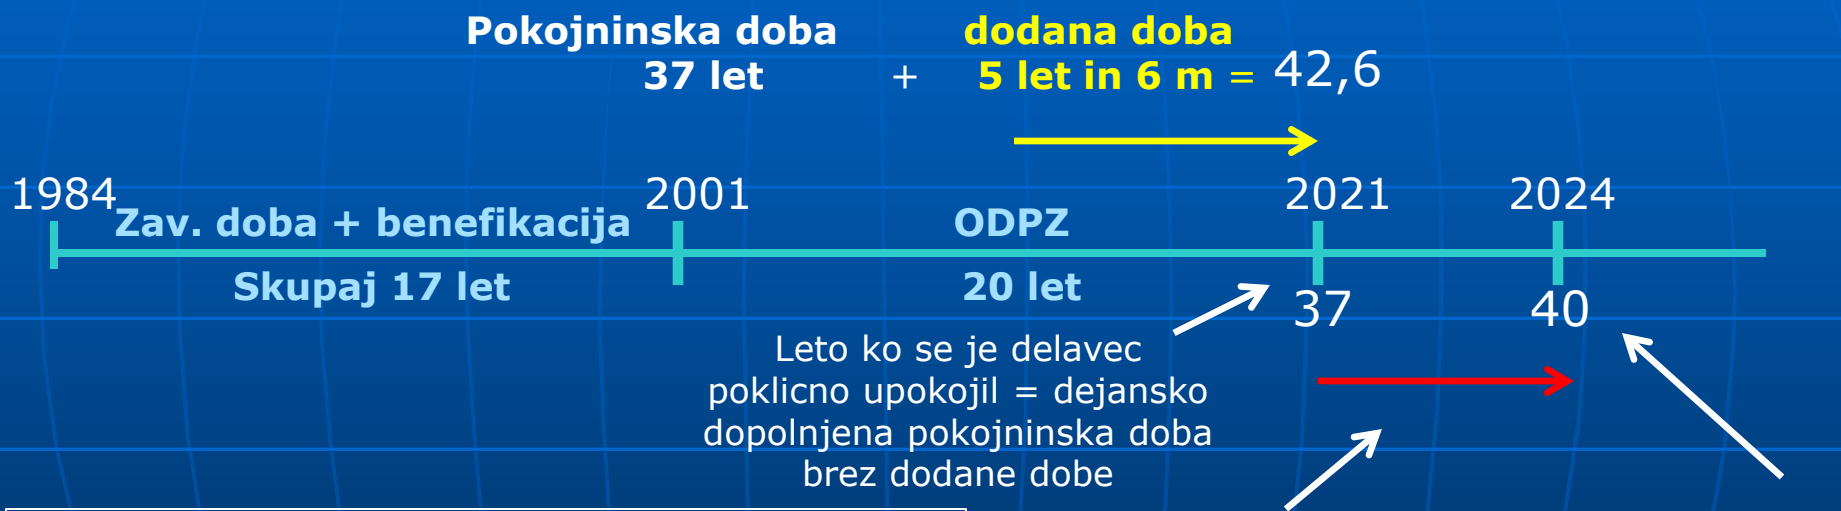 Pokojninska doba dodana doba
37 let + 5 let in 6 m = 42,6
1984 2001 2021 2024
Zav. doba + benefikacija ODPZ
Skupaj 17 let 20 let
37 40
Leto ko se je delavec
poklicno upokojil = dejansko
dopolnjena pokojninska doba
brez dodane dobe